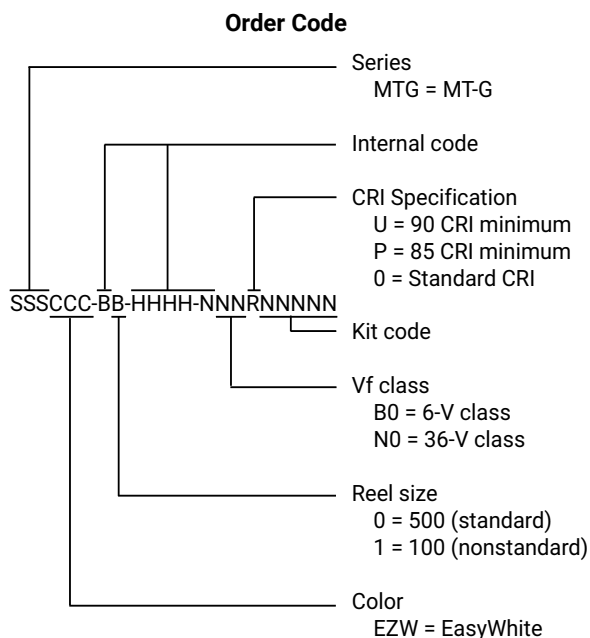 Order Code
Series
MTG = MT-G
Internal code
CRI Specification
U = 90 CRI minimum
P = 85 CRI minimum
0 = Standard CRI
SSSCCC-BB-HHHH-NNNRNNNNN
Kit code
Vf class
B0 = 6-V class
N0 = 36-V class
Reel size
0 = 500 (standard)
1 = 100 (nonstandard)
Color
EZW = EasyWhite